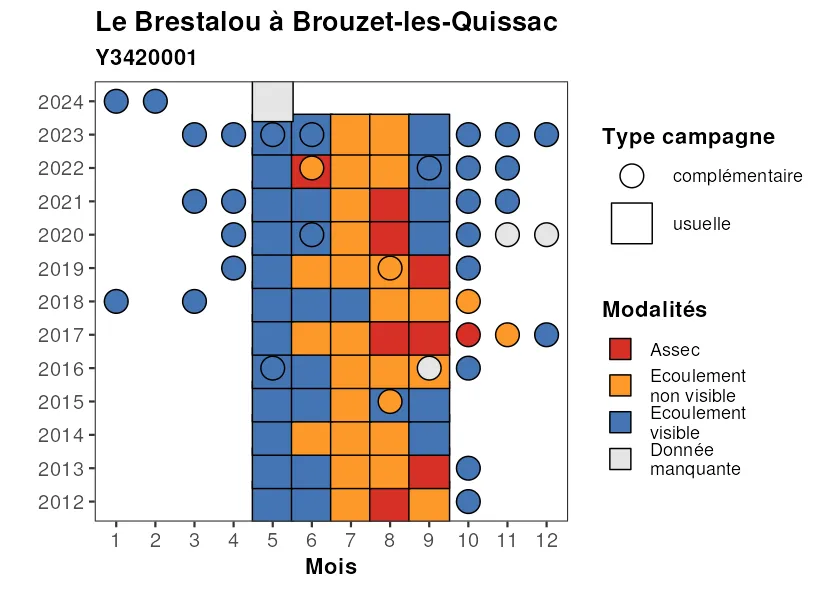 Le Brestalou à Brouzet-les-Quissac
Y3420001
2024
2023
2022
2021
2020
2019
2018
2017
2016
2015
2014
2013
2012
1 2 3 4 5 6 7 8 9 10 11 12
Mois
Type campagne
complémentaire
usuelle
Modalités
Assec
Ecoulement
non visible
Ecoulement
visible
Donnée
manquante